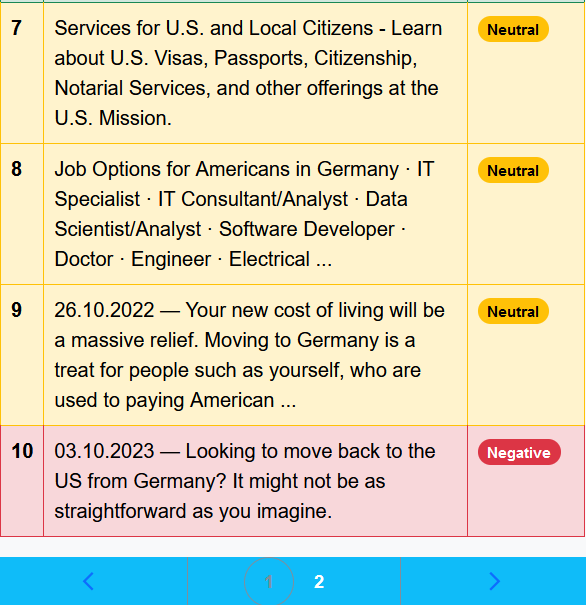 7 Services for U.S. and Local Citizens - Learn Neutral
about U.S. Visas, Passports, Citizenship,
Notarial Services, and other offerings at the
U.S. Mission.
8 Job Options for Americans in Germany · IT Neutral
Specialist · IT Consultant/Analyst · Data
Scientist/Analyst · Software Developer ·
Doctor · Engineer · Electrical ...
9 26.10.2022 — Your new cost of living will be Neutral
a massive relief. Moving to Germany is a
treat for people such as yourself, who are
used to paying American ...
10 03.10.2023 — Looking to move back to the Negative
US from Germany? It might not be as
straightforward as you imagine.
1 2